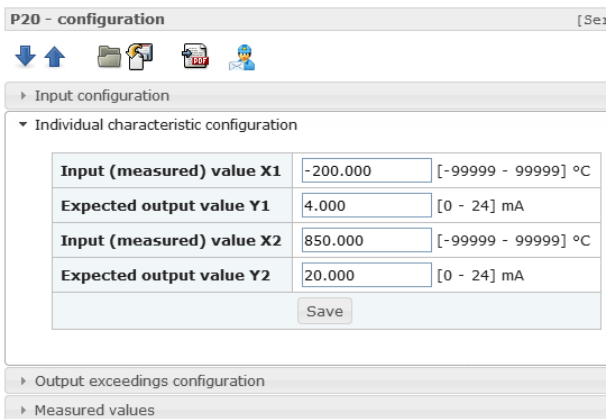 P20 - configuration [Ser
PDF
Input configuration
Individual characteristic configuration
Input (measured) value X1 -200.000 [-99999 - 99999] °C
Expected output value Y1 4.000 [0 - 24] mA
Input (measured) value X2 850.000 [-99999 - 99999] °C
Expected output value Y2 20.000 [0 - 24] mA
Save
Output exceedings configuration
Measured values